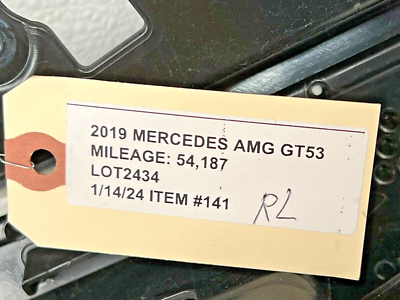 2019 MERCEDES AMG GT53
MILEAGE: 54,187
LOT2434
1/14/24 ITEM #141 RL